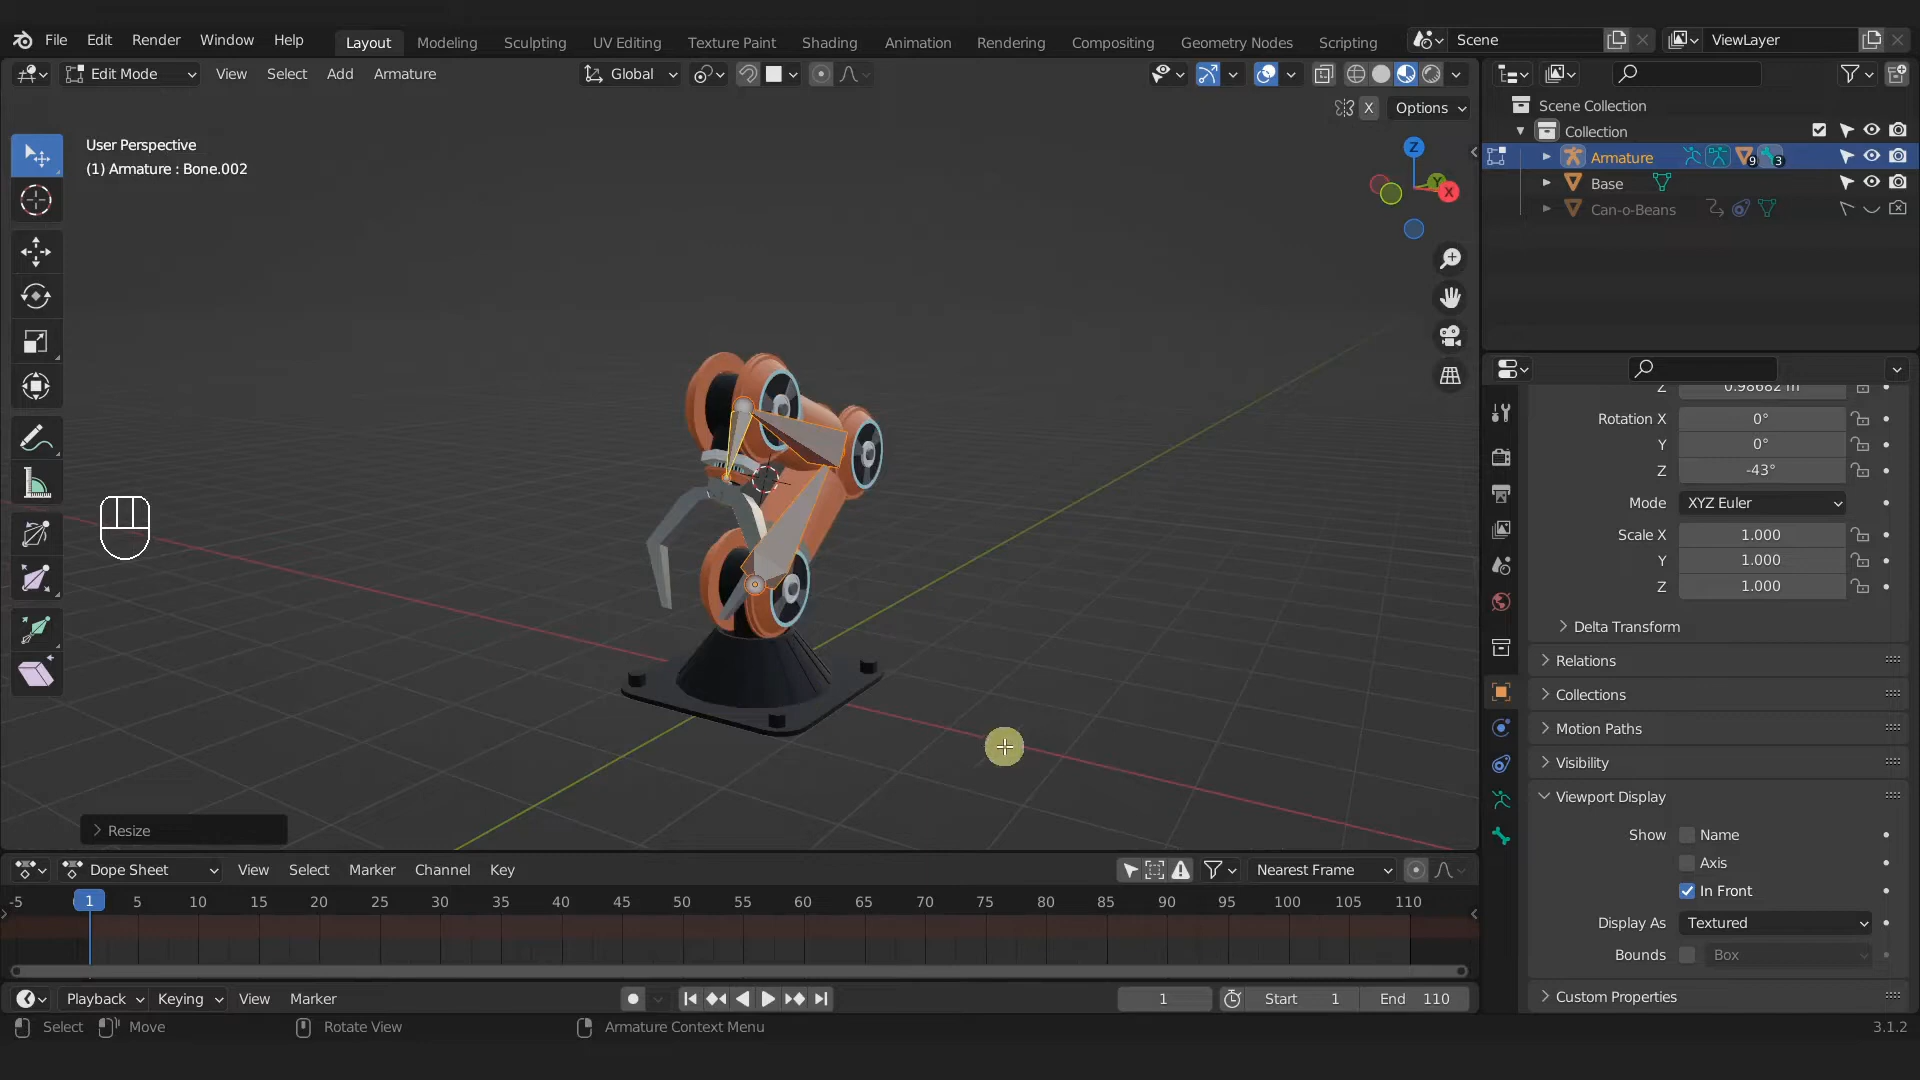 File Edit Render Window Help Layout Modeling Sculpting UV Editing Texture Paint Shading Animation Rendering Compositing Geometry Nodes Scripting Scene ViewLayer
Edit Mode View Select Add Armature Global
X Options
User Perspective
(1) Armature : Bone.002
Z
Y
X
Scene Collection
Collection
Armature 9 3
Base
Can-o-Beans
Z 0.98682 m
Rotation X 0°
Y 0°
Z -43°
Mode XYZ Euler
Scale X 1.000
Y 1.000
Z 1.000
Delta Transform
Relations
Collections
Motion Paths
Visibility
Viewport Display
Show Name
Axis
In Front
Display As Textured
Bounds Box
Custom Properties
Resize
Dope Sheet View Select Marker Channel Key Nearest Frame
-5 1 5 10 15 20 25 30 35 40 45 50 55 60 65 70 75 80 85 90 95 100 105 110
Playback Keying View Marker 1 Start 1 End 110
Select Move Rotate View Armature Context Menu 3.1.2